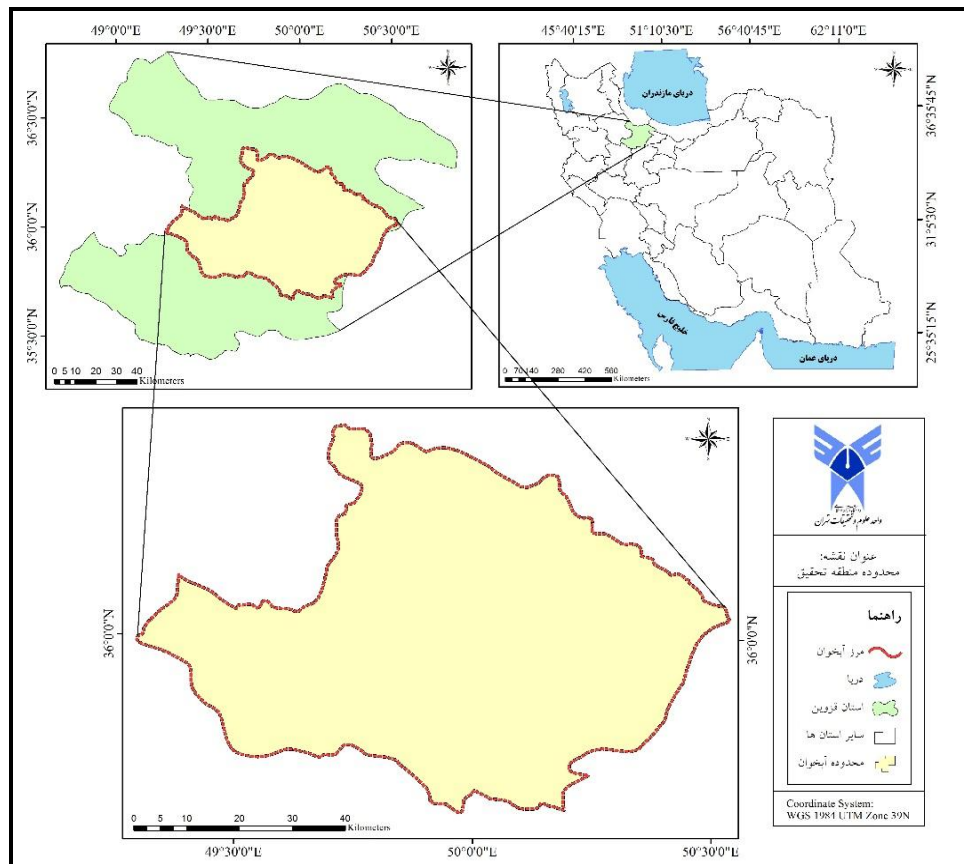 49°0'0"E 49°30'0"E 50°0'0"E 50°30'0"E
36°30'0"N
36°0'0"N
35°30'0"N
0 5 10 20 30 40
Kilometers
45°40'15"E 51°10'30"E 56°40'45"E 62°11'0"E
36°35'45"N
31°5'30"N
25°35'15"N
دریای مازندران
خلیج فارس
دریای عمان
0 70 140 280 420 560
Kilometers
36°0'0"N
36°0'0"N
0 5 10 20 30 40
Kilometers
49°30'0"E 50°0'0"E 50°30'0"E
واحد علوم و تحقیقات تهران
عنوان نقشه:
محدوده منطقه تحقیق
راهنما
مرز آبخوان
دریا
استان قزوین
سایر استان ها
محدوده آبخوان
Coordinate System:
WGS 1984 UTM Zone 39N